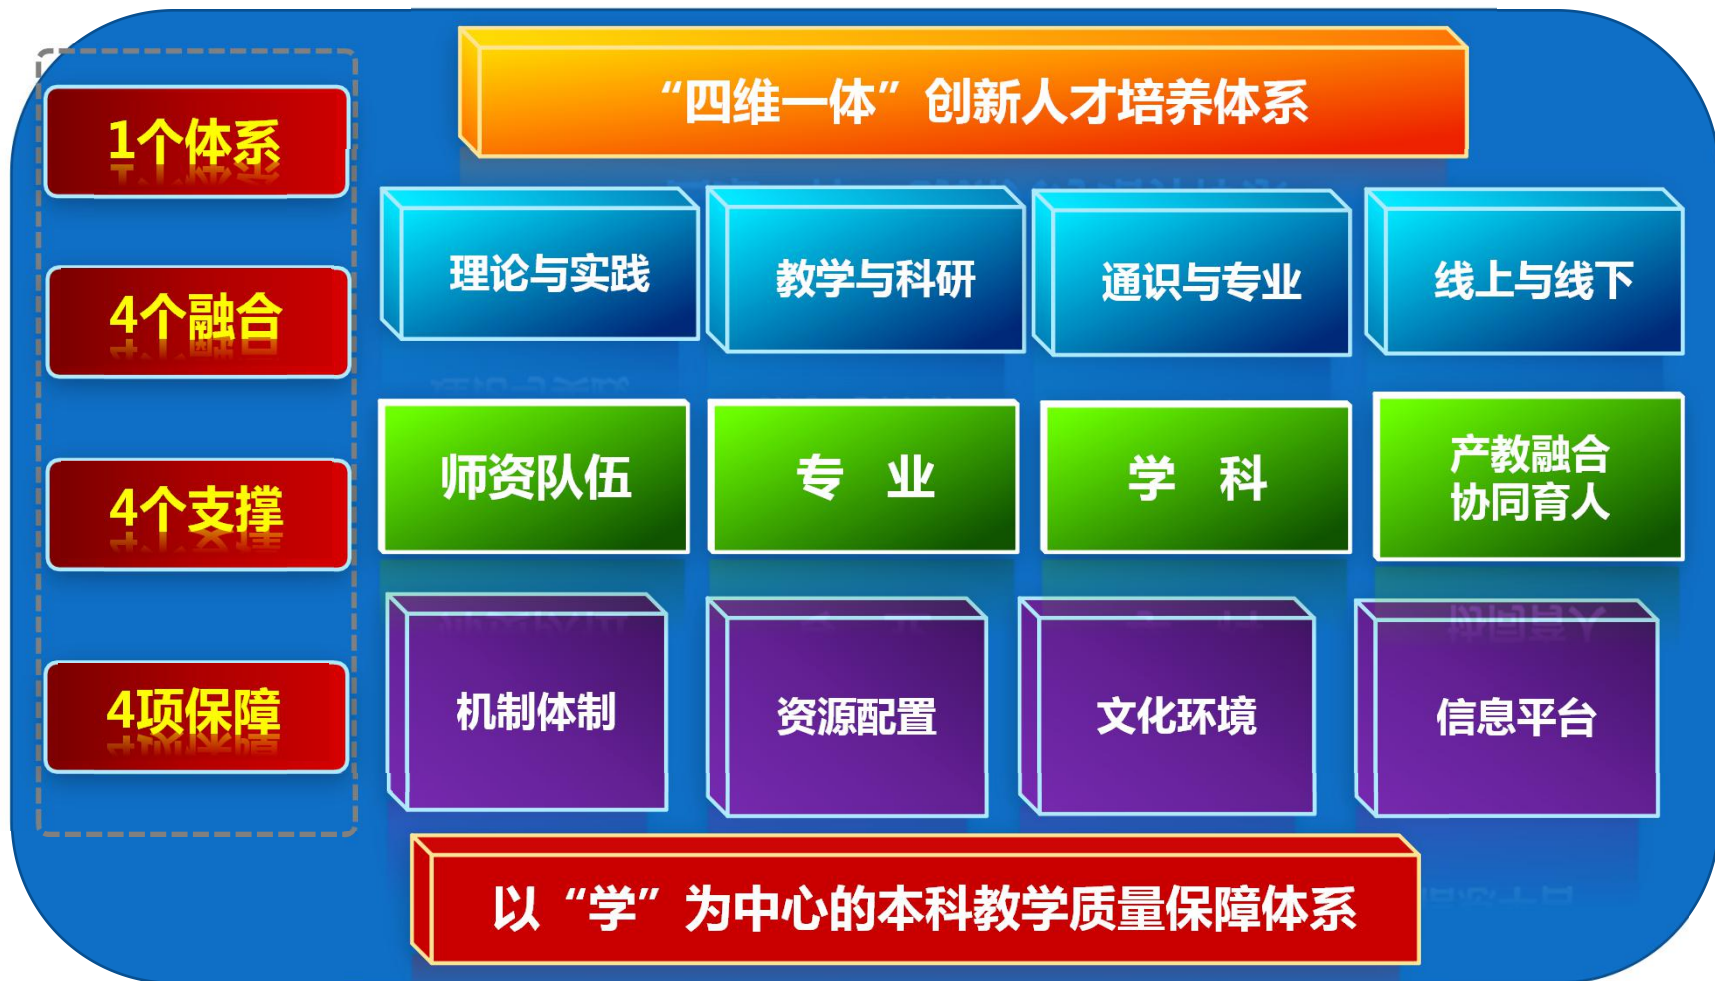 1个体系
“四维一体”创新人才培养体系
4个融合
理论与实践
教学与科研
通识与专业
线上与线下
4个支撑
师资队伍
专 业
学 科
产教融合
协同育人
4项保障
机制体制
资源配置
文化环境
信息平台
以“学”为中心的本科教学质量保障体系